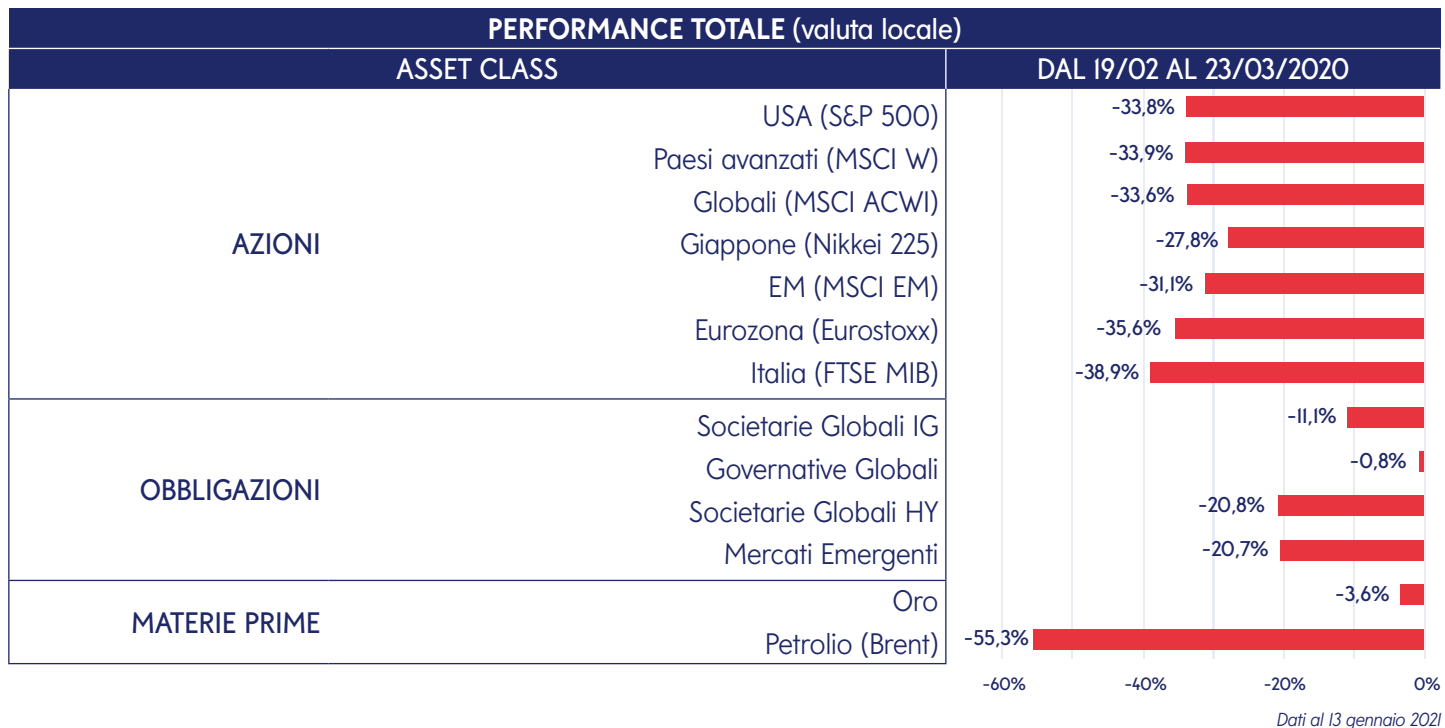 PERFORMANCE TOTALE (valuta locale)
ASSET CLASS DAL 19/02 AL 23/03/2020
AZIONI
USA (S&P 500) -33,8%
Paesi avanzati (MSCI W) -33,9%
Globali (MSCI ACWI) -33,6%
Giappone (Nikkei 225) -27,8%
EM (MSCI EM) -31,1%
Eurozona (Eurostoxx) -35,6%
Italia (FTSE MIB) -38,9%
OBBLIGAZIONI
Societarie Globali IG -11,1%
Governative Globali -0,8%
Societarie Globali HY -20,8%
Mercati Emergenti -20,7%
MATERIE PRIME
Oro -3,6%
Petrolio (Brent) -55,3%
-60% -40% -20% 0%
Dati al 13 gennaio 2021